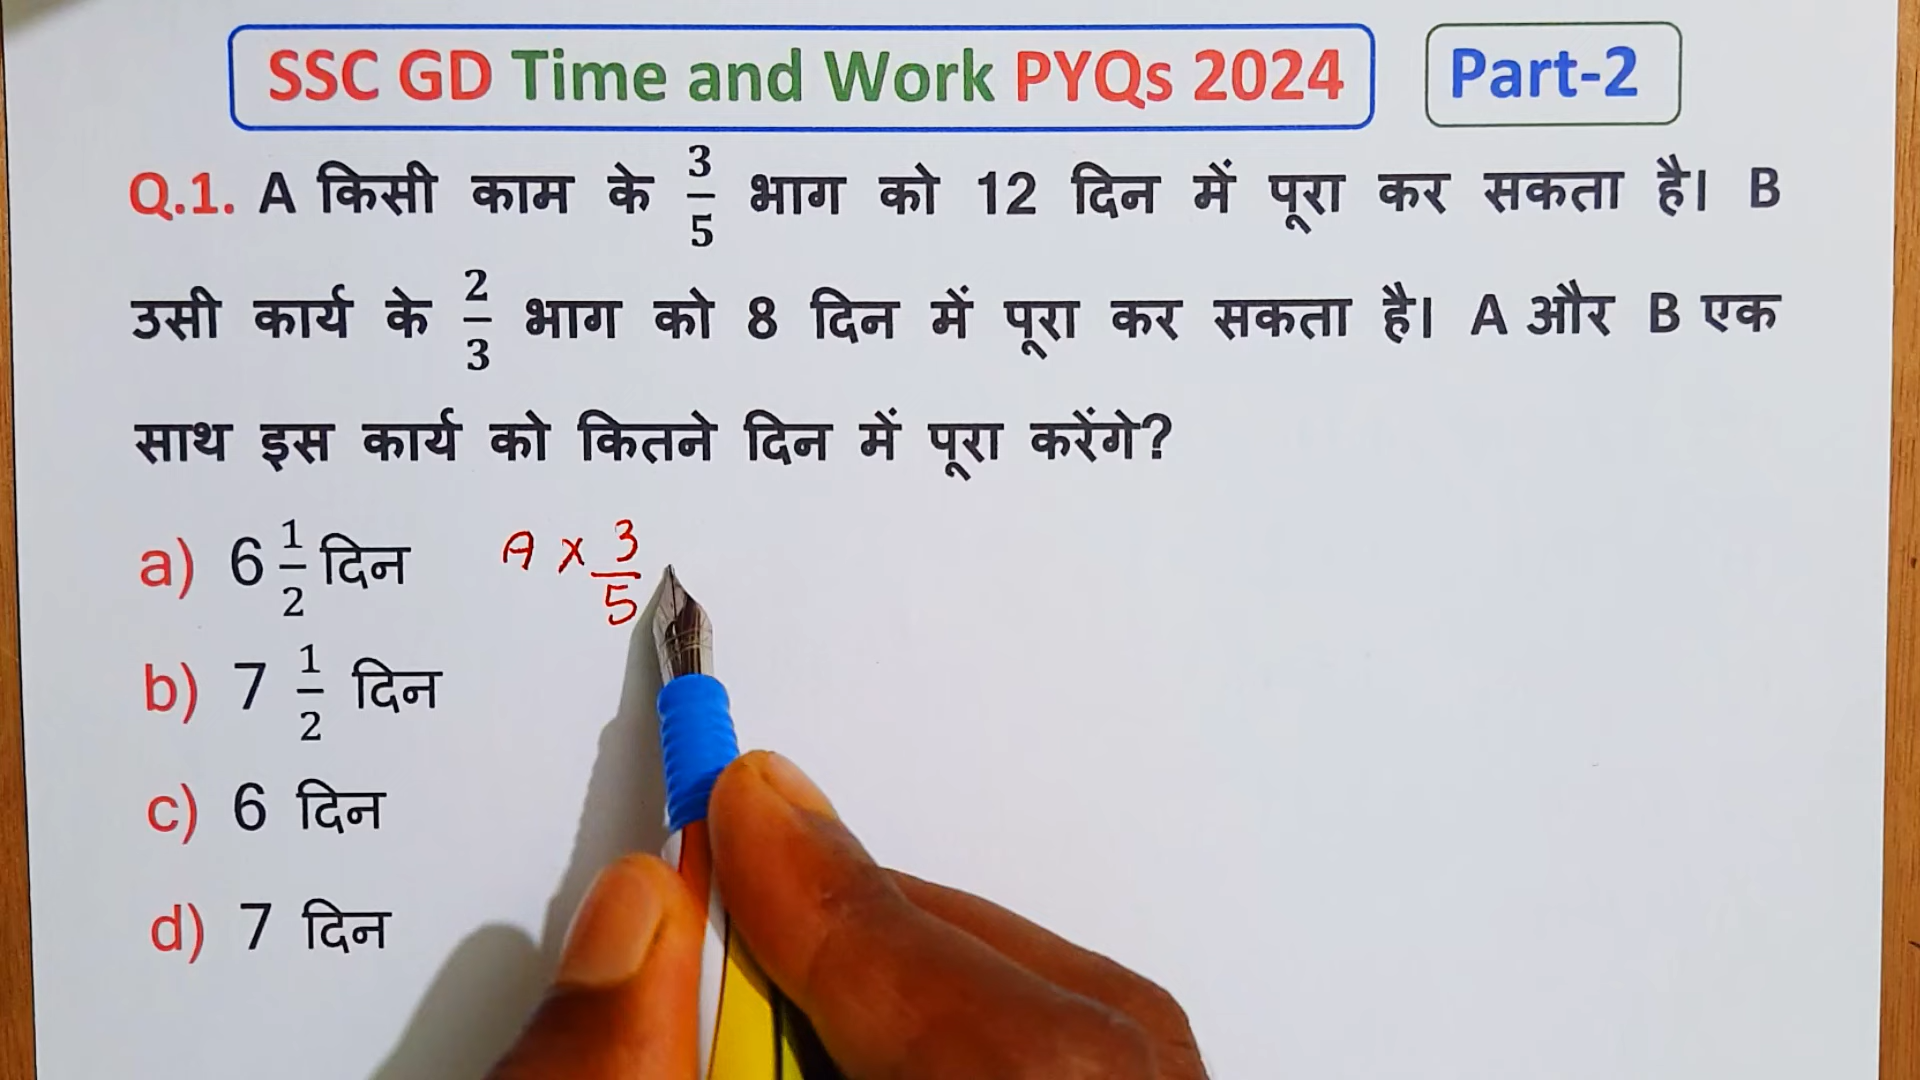 SSC GD Time and Work PYQs 2024 Part-2
Q.1. A किसी काम के 3/5 भाग को 12 दिन में पूरा कर सकता है। B
उसी कार्य के 2/3 भाग को 8 दिन में पूरा कर सकता है। A और B एक
साथ इस कार्य को कितने दिन में पूरा करेंगे?
a) 6 1/2 दिन
A × 3/5
b) 7 1/2 दिन
c) 6 दिन
d) 7 दिन